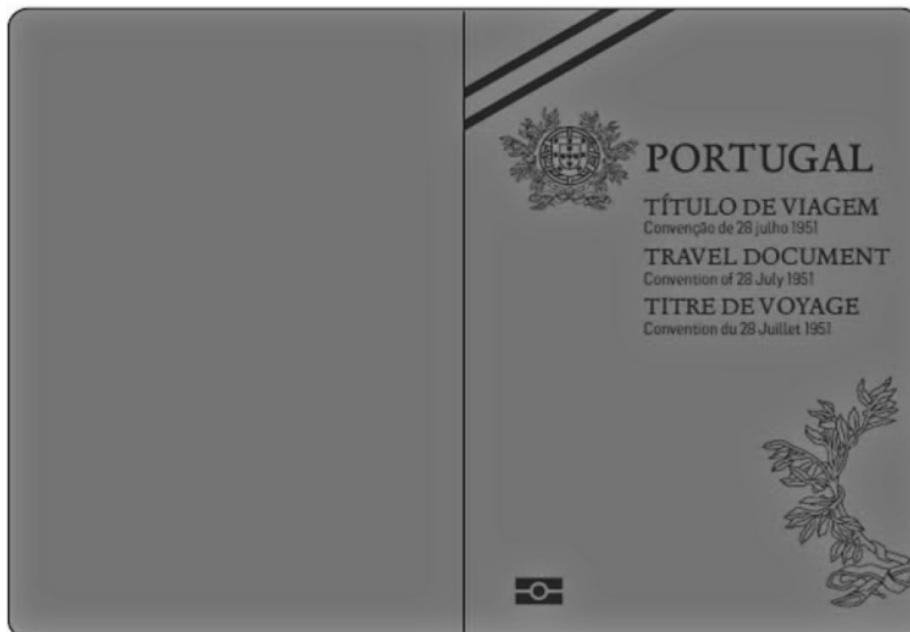 PORTUGAL
TÍTULO DE VIAGEM
Convenção de 28 julho 1951
TRAVEL DOCUMENT
Convention of 28 July 1951
TITRE DE VOYAGE
Convention du 28 Juillet 1951